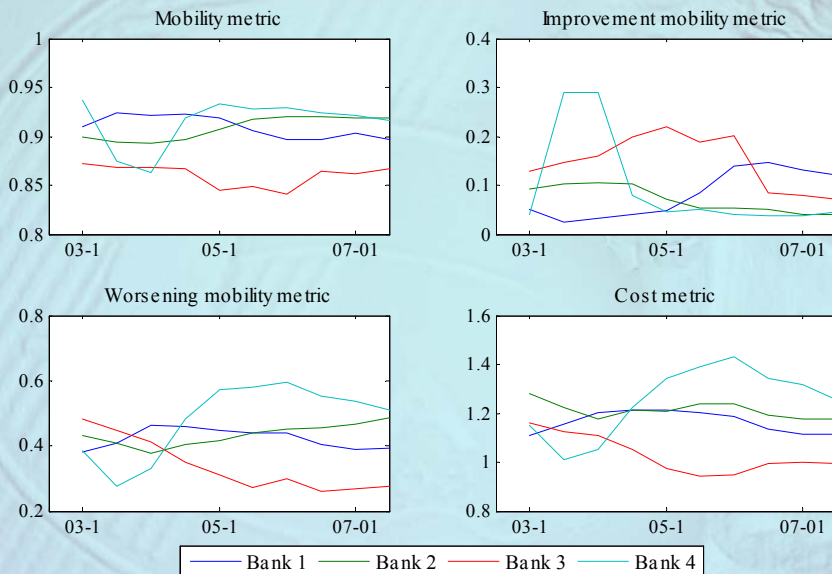 Mobility metric
1
0.95
0.9
0.85
0.8
03-1 05-1 07-01
Improvement mobility metric
0.4
0.3
0.2
0.1
0
03-1 05-1 07-01
Worsening mobility metric
0.8
0.6
0.4
0.2
03-1 05-1 07-01
Cost metric
1.6
1.4
1.2
1
0.8
03-1 05-1 07-01
Bank 1 Bank 2 Bank 3 Bank 4